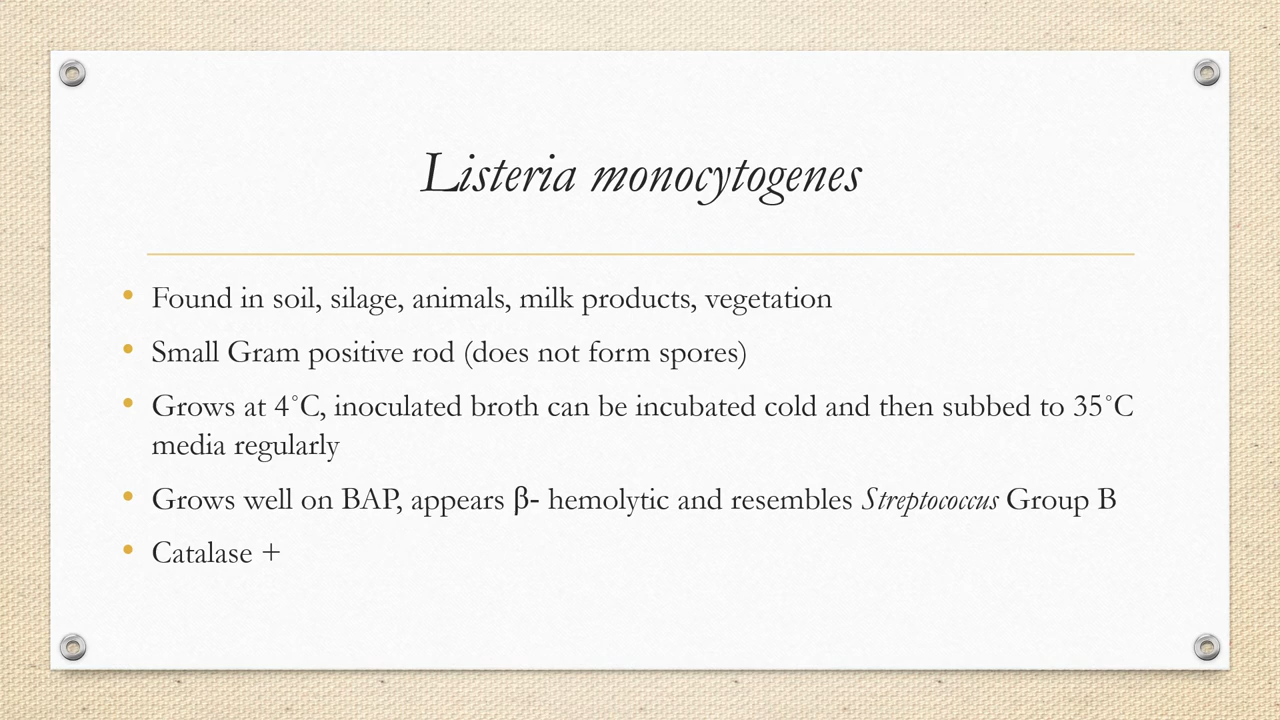 Listeria monocytogenes
• Found in soil, silage, animals, milk products, vegetation
• Small Gram positive rod (does not form spores)
• Grows at 4˚C, inoculated broth can be incubated cold and then subbed to 35˚C
media regularly
• Grows well on BAP, appears β- hemolytic and resembles Streptococcus Group B
• Catalase +